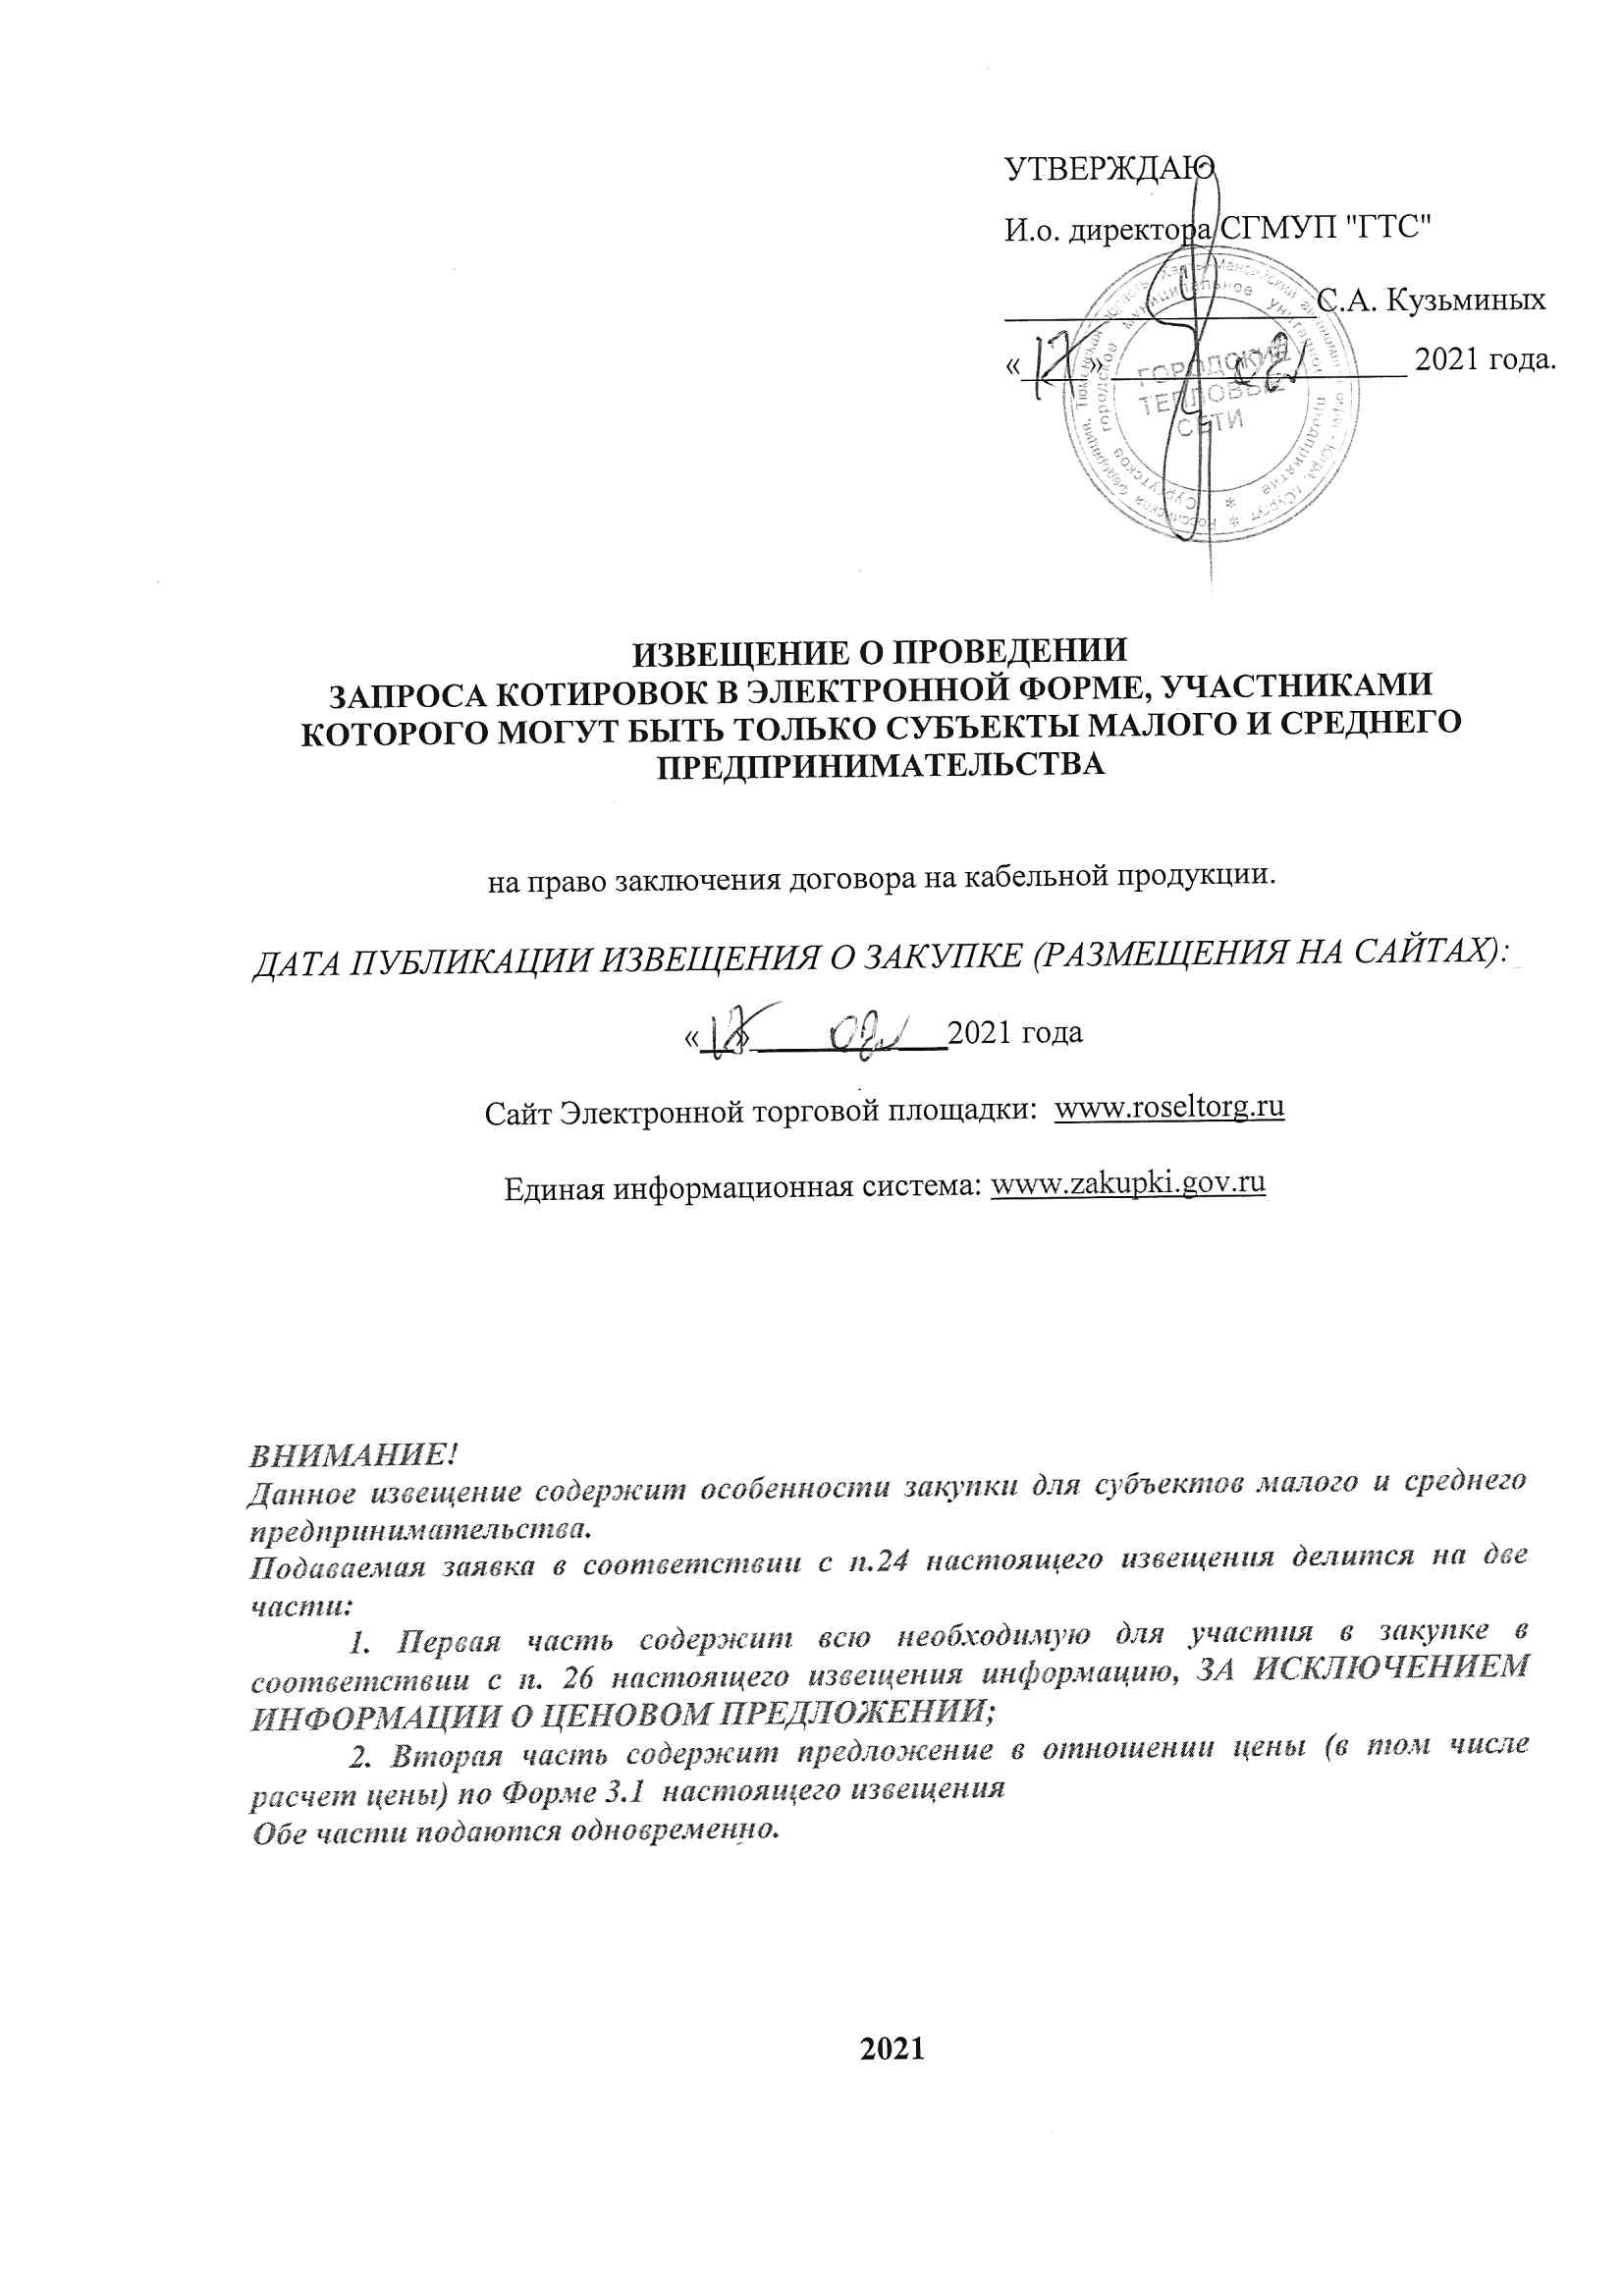 УТВЕРЖДАЮ
И.о. директора СГМУП "ГТС"
С.А. Кузьминых
« » 02 2021 года.
ГОРОДСКИЕ
ТЕПЛОВЫЕ
СЕТИ
ИЗВЕЩЕНИЕ О ПРОВЕДЕНИИ
ЗАПРОСА КОТИРОВОК В ЭЛЕКТРОННОЙ ФОРМЕ, УЧАСТНИКАМИ
КОТОРОГО МОГУТ БЫТЬ ТОЛЬКО СУБЪЕКТЫ МАЛОГО И СРЕДНЕГО
ПРЕДПРИНИМАТЕЛЬСТВА
на право заключения договора на кабельной продукции.
ДАТА ПУБЛИКАЦИИ ИЗВЕЩЕНИЯ О ЗАКУПКЕ (РАЗМЕЩЕНИЯ НА САЙТАХ):
« » 02 2021 года
Сайт Электронной торговой площадки: www.roseltorg.ru
Единая информационная система: www.zakupki.gov.ru
ВНИМАНИЕ!
Данное извещение содержит особенности закупки для субъектов малого и среднего
предпринимательства.
Подаваемая заявка в соответствии с п.24 настоящего извещения делится на две
части:
1. Первая часть содержит всю необходимую для участия в закупке в
соответствии с п. 26 настоящего извещения информацию, ЗА ИСКЛЮЧЕНИЕМ
ИНФОРМАЦИИ О ЦЕНОВОМ ПРЕДЛОЖЕНИИ;
2. Вторая часть содержит предложение в отношении цены (в том числе
расчет цены) по Форме 3.1 настоящего извещения
Обе части подаются одновременно.
2021